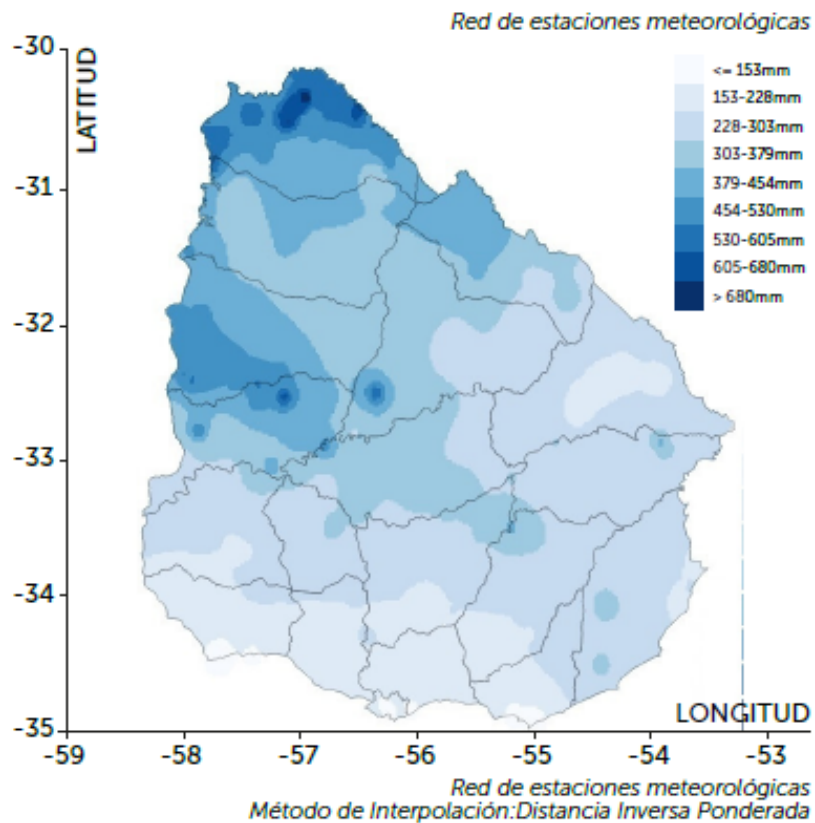 Red de estaciones meteorológicas
LATITUD
-30
-31
-32
-33
-34
-35
<= 153mm
153-228mm
228-303mm
303-379mm
379-454mm
454-530mm
530-605mm
605-680mm
> 680mm
LONGITUD
-59 -58 -57 -56 -55 -54 -53
Red de estaciones meteorológicas
Método de Interpolación:Distancia Inversa Ponderada